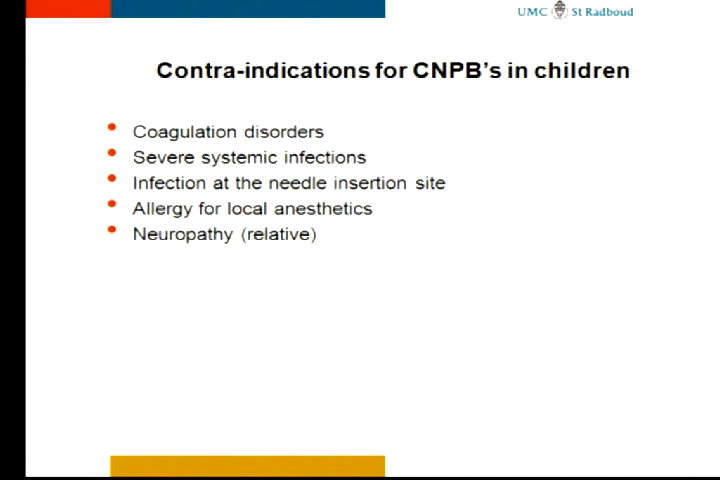 UMC St Radboud
Contra-indications for CNPB's in children
• Coagulation disorders
• Severe systemic infections
• Infection at the needle insertion site
• Allergy for local anesthetics
• Neuropathy (relative)